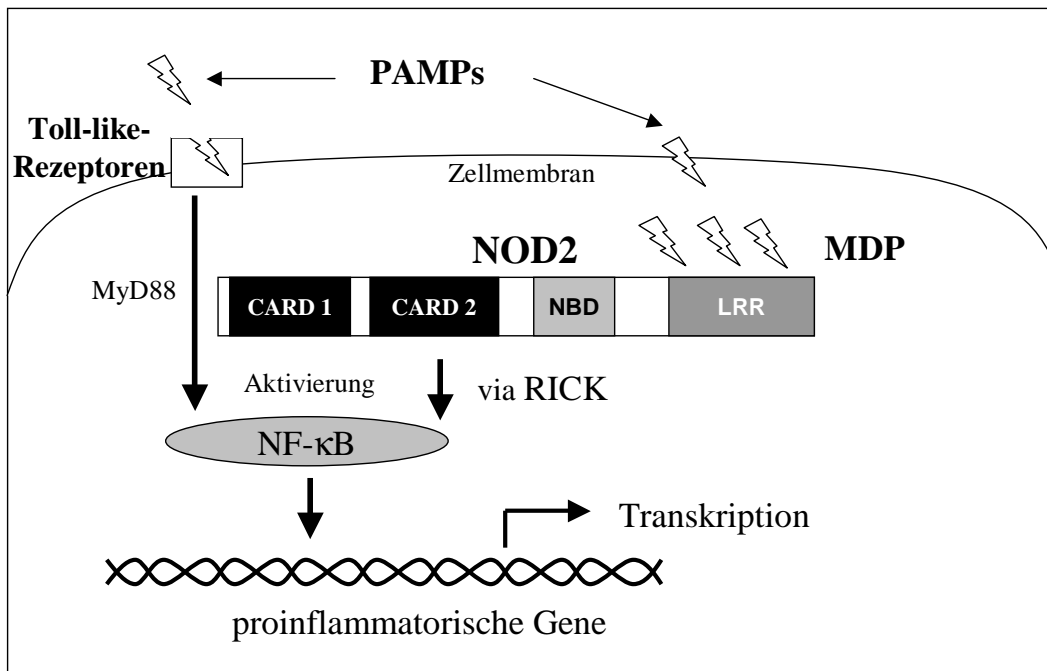 PAMPs
Toll-like-
Rezeptoren
Zellmembran
NOD2
MDP
MyD88
CARD 1
CARD 2
NBD
LRR
Aktivierung
via RICK
NF-κB
Transkription
proinflammatorische Gene